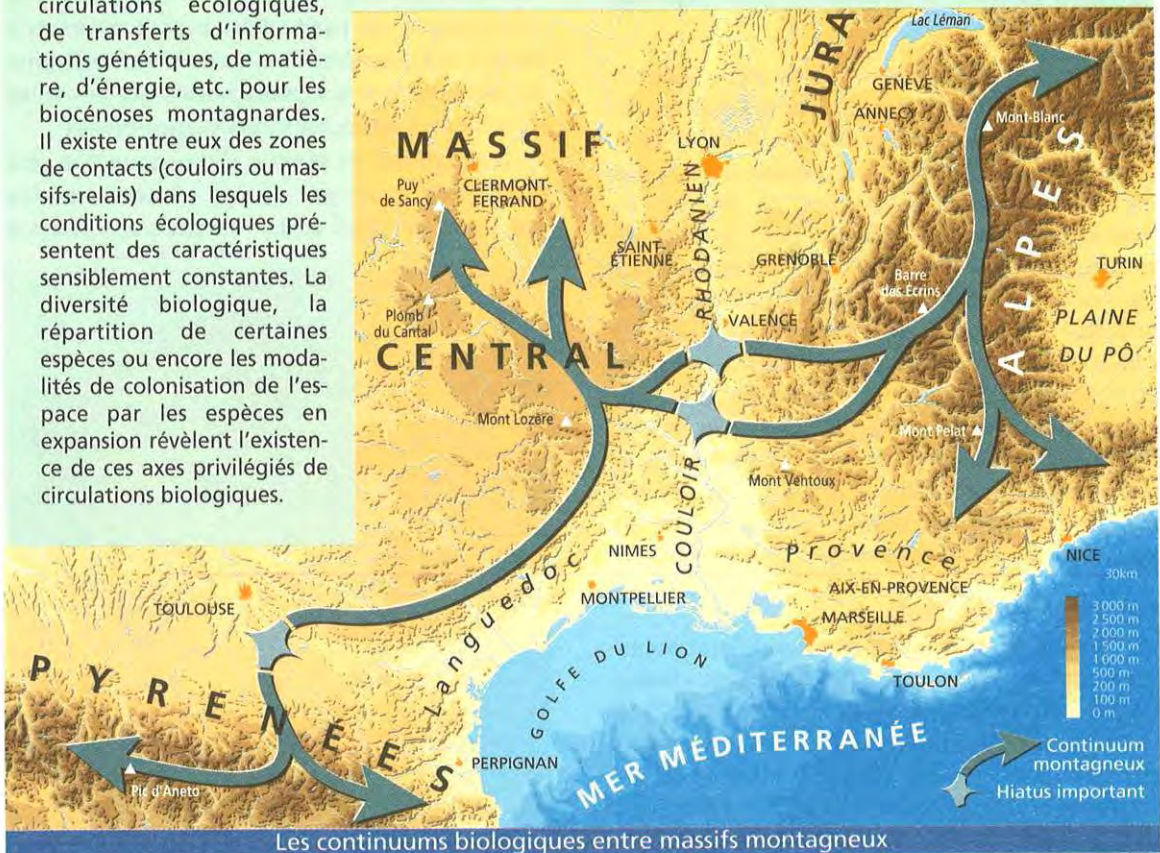 circulations écologiques,
de transferts d'informa-
tions génétiques, de matiè-
re, d'énergie, etc. pour les
biocénoses montagnardes.
Il existe entre eux des zones
de contacts (couloirs ou mas-
sifs-relais) dans lesquels les
conditions écologiques pré-
sentent des caractéristiques
sensiblement constantes. La
diversité biologique, la
répartition de certaines
espèces ou encore les moda-
lités de colonisation de l'es-
pace par les espèces en
expansion révèlent l'existen-
ce de ces axes privilégiés de
circulations biologiques.
Lac Léman
JURA
GENÈVE
ANNECY
Mont-Blanc
MASSIF
LYON
Puy
de Sancy
CLERMONT-
FERRAND
SAINT-
ÉTIENNE
COULOIR RHODANIEN
GRENOBLE
ALPES
TURIN
Barre
des Écrins
Plomb
du Cantal
VALENCE
PLAINE
DU PÔ
CENTRAL
Mont Lozère
Mont Pelat
Mont Ventoux
NIMES
Provence
NICE
Languedoc
30km
TOULOUSE
MONTPELLIER
AIX-EN-PROVENCE
MARSEILLE
3 000 m
2 500 m
2 000 m
1 500 m
1 000 m
500 m
200 m
100 m
0 m
GOLFE DU LION
TOULON
PYRÉNÉES
MER MÉDITERRANÉE
PERPIGNAN
Pic d'Aneto
Continuum
montagneux
Hiatus important
Les continuums biologiques entre massifs montagneux